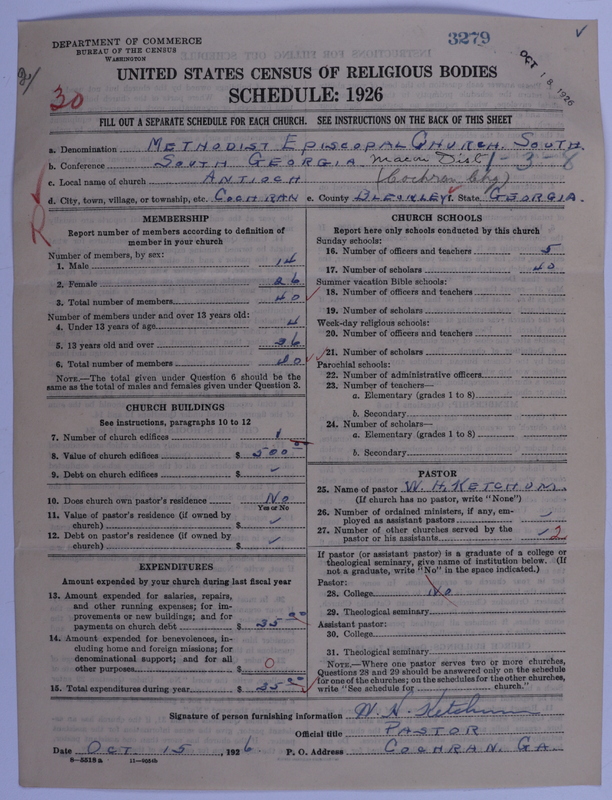 DEPARTMENT OF COMMERCE
BUREAU OF THE CENSUS
WASHINGTON
3279
OCT 18 1926
30
UNITED STATES CENSUS OF RELIGIOUS BODIES
SCHEDULE: 1926
FILL OUT A SEPARATE SCHEDULE FOR EACH CHURCH. SEE INSTRUCTIONS ON THE BACK OF THIS SHEET
a. Denomination METHODIST EPISCOPAL CHURCH, SOUTH.
b. Conference SOUTH GEORGIA Macon Dist 1-3-8
c. Local name of church ANTIOCH (Cochran Chg)
d. City, town, village, or township, etc. COCHRAN e. County BLECKLEY f. State GEORGIA.
MEMBERSHIP
Report number of members according to definition of
member in your church
Number of members, by sex:
1. Male 14
2. Female 26
3. Total number of members 40
Number of members under and over 13 years old:
4. Under 13 years of age 4
5. 13 years old and over 36
6. Total number of members 40
NOTE.—The total given under Question 6 should be the
same as the total of males and females given under Question 3.
CHURCH BUILDINGS
See instructions, paragraphs 10 to 12
7. Number of church edifices 1
8. Value of church edifices $ 500 00
9. Debt on church edifices $ ✓
10. Does church own pastor's residence No
Yes or No
11. Value of pastor's residence (if owned by
church) $ ✓
12. Debt on pastor's residence (if owned by
church) $ ✓
EXPENDITURES
Amount expended by your church during last fiscal year
13. Amount expended for salaries, repairs,
and other running expenses; for im-
provements or new buildings; and for
payments on church debt $ 35 00
14. Amount expended for benevolences, in-
cluding home and foreign missions; for
denominational support; and for all
other purposes $ 0
15. Total expenditures during year $ 35 00
CHURCH SCHOOLS
Report here only schools conducted by this church
Sunday schools:
16. Number of officers and teachers 5
17. Number of scholars 40
Summer vacation Bible schools:
18. Number of officers and teachers
19. Number of scholars
Week-day religious schools:
20. Number of officers and teachers
21. Number of scholars
Parochial schools:
22. Number of administrative officers
23. Number of teachers—
a. Elementary (grades 1 to 8)
b. Secondary
24. Number of scholars—
a. Elementary (grades 1 to 8)
b. Secondary
PASTOR
25. Name of pastor W. H. KETCHUM.
(If church has no pastor, write "None")
26. Number of ordained ministers, if any, em-
ployed as assistant pastors ✓
27. Number of other churches served by the
pastor or his assistants ✓ 2
If pastor (or assistant pastor) is a graduate of a college or
theological seminary, give name of institution below. (If
not a graduate, write "No" in the space indicated.)
Pastor:
28. College No
29. Theological seminary
Assistant pastor:
30. College
31. Theological seminary
NOTE.—Where one pastor serves two or more churches,
Questions 28 and 29 should be answered only on the schedule
for one of the churches; on the schedules for the other churches,
write "See schedule for church."
Signature of person furnishing information W. H. Ketchum
Official title PASTOR
Date OCT 15, 1926. P. O. Address COCHRAN, GA.
8—5518a 11—9024b